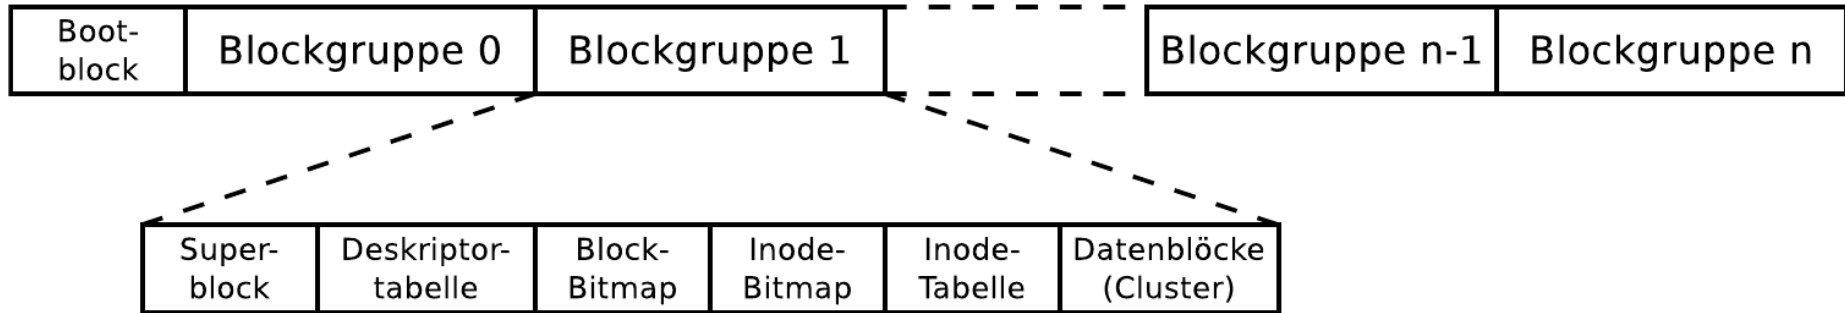 Boot-
block
Blockgruppe 0
Blockgruppe 1
Blockgruppe n-1
Blockgruppe n
Super-
block
Deskriptor-
tabelle
Block-
Bitmap
Inode-
Bitmap
Inode-
Tabelle
Datenblöcke
(Cluster)